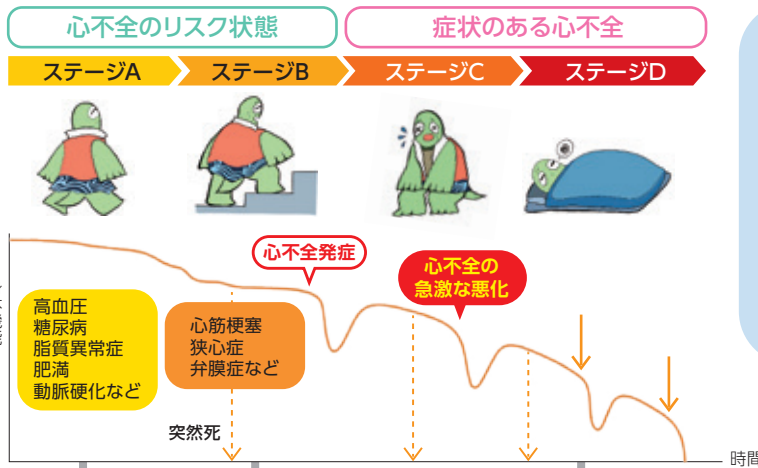 心不全のリスク状態
症状のある心不全
ステージA
ステージB
ステージC
ステージD
心不全発症
心不全の
急激な悪化
高血圧
糖尿病
脂質異常症
肥満
動脈硬化など
心筋梗塞
狭心症
弁膜症など
突然死
時間